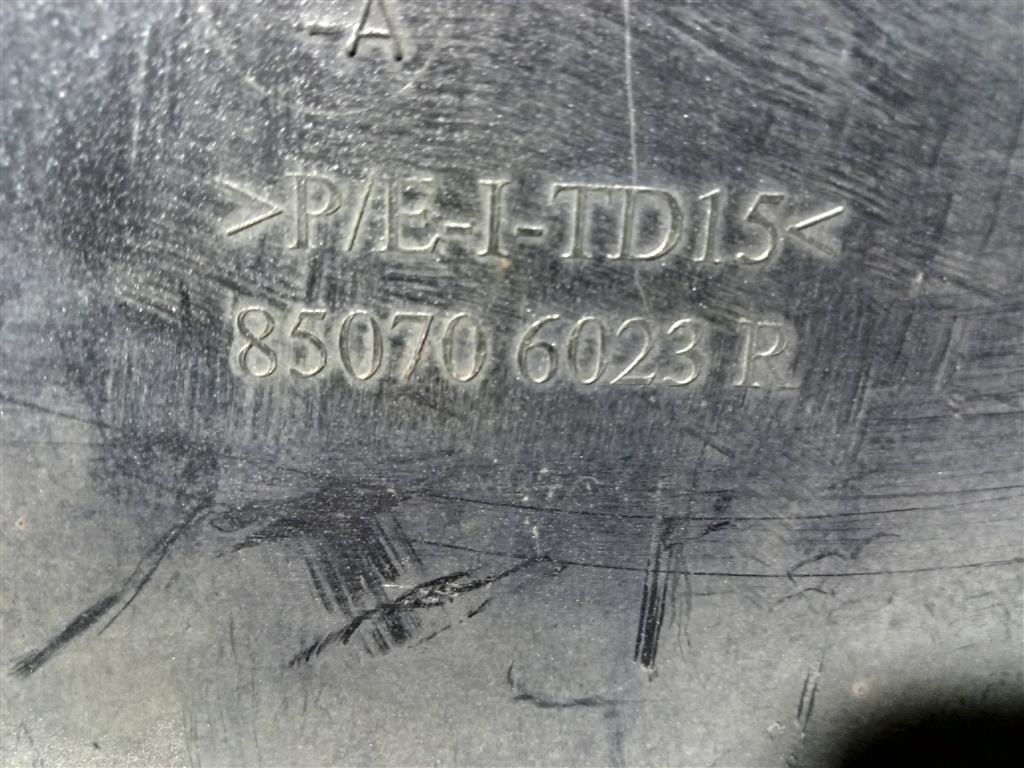 -A
>P/E-I-TD15<
85070 6023 R